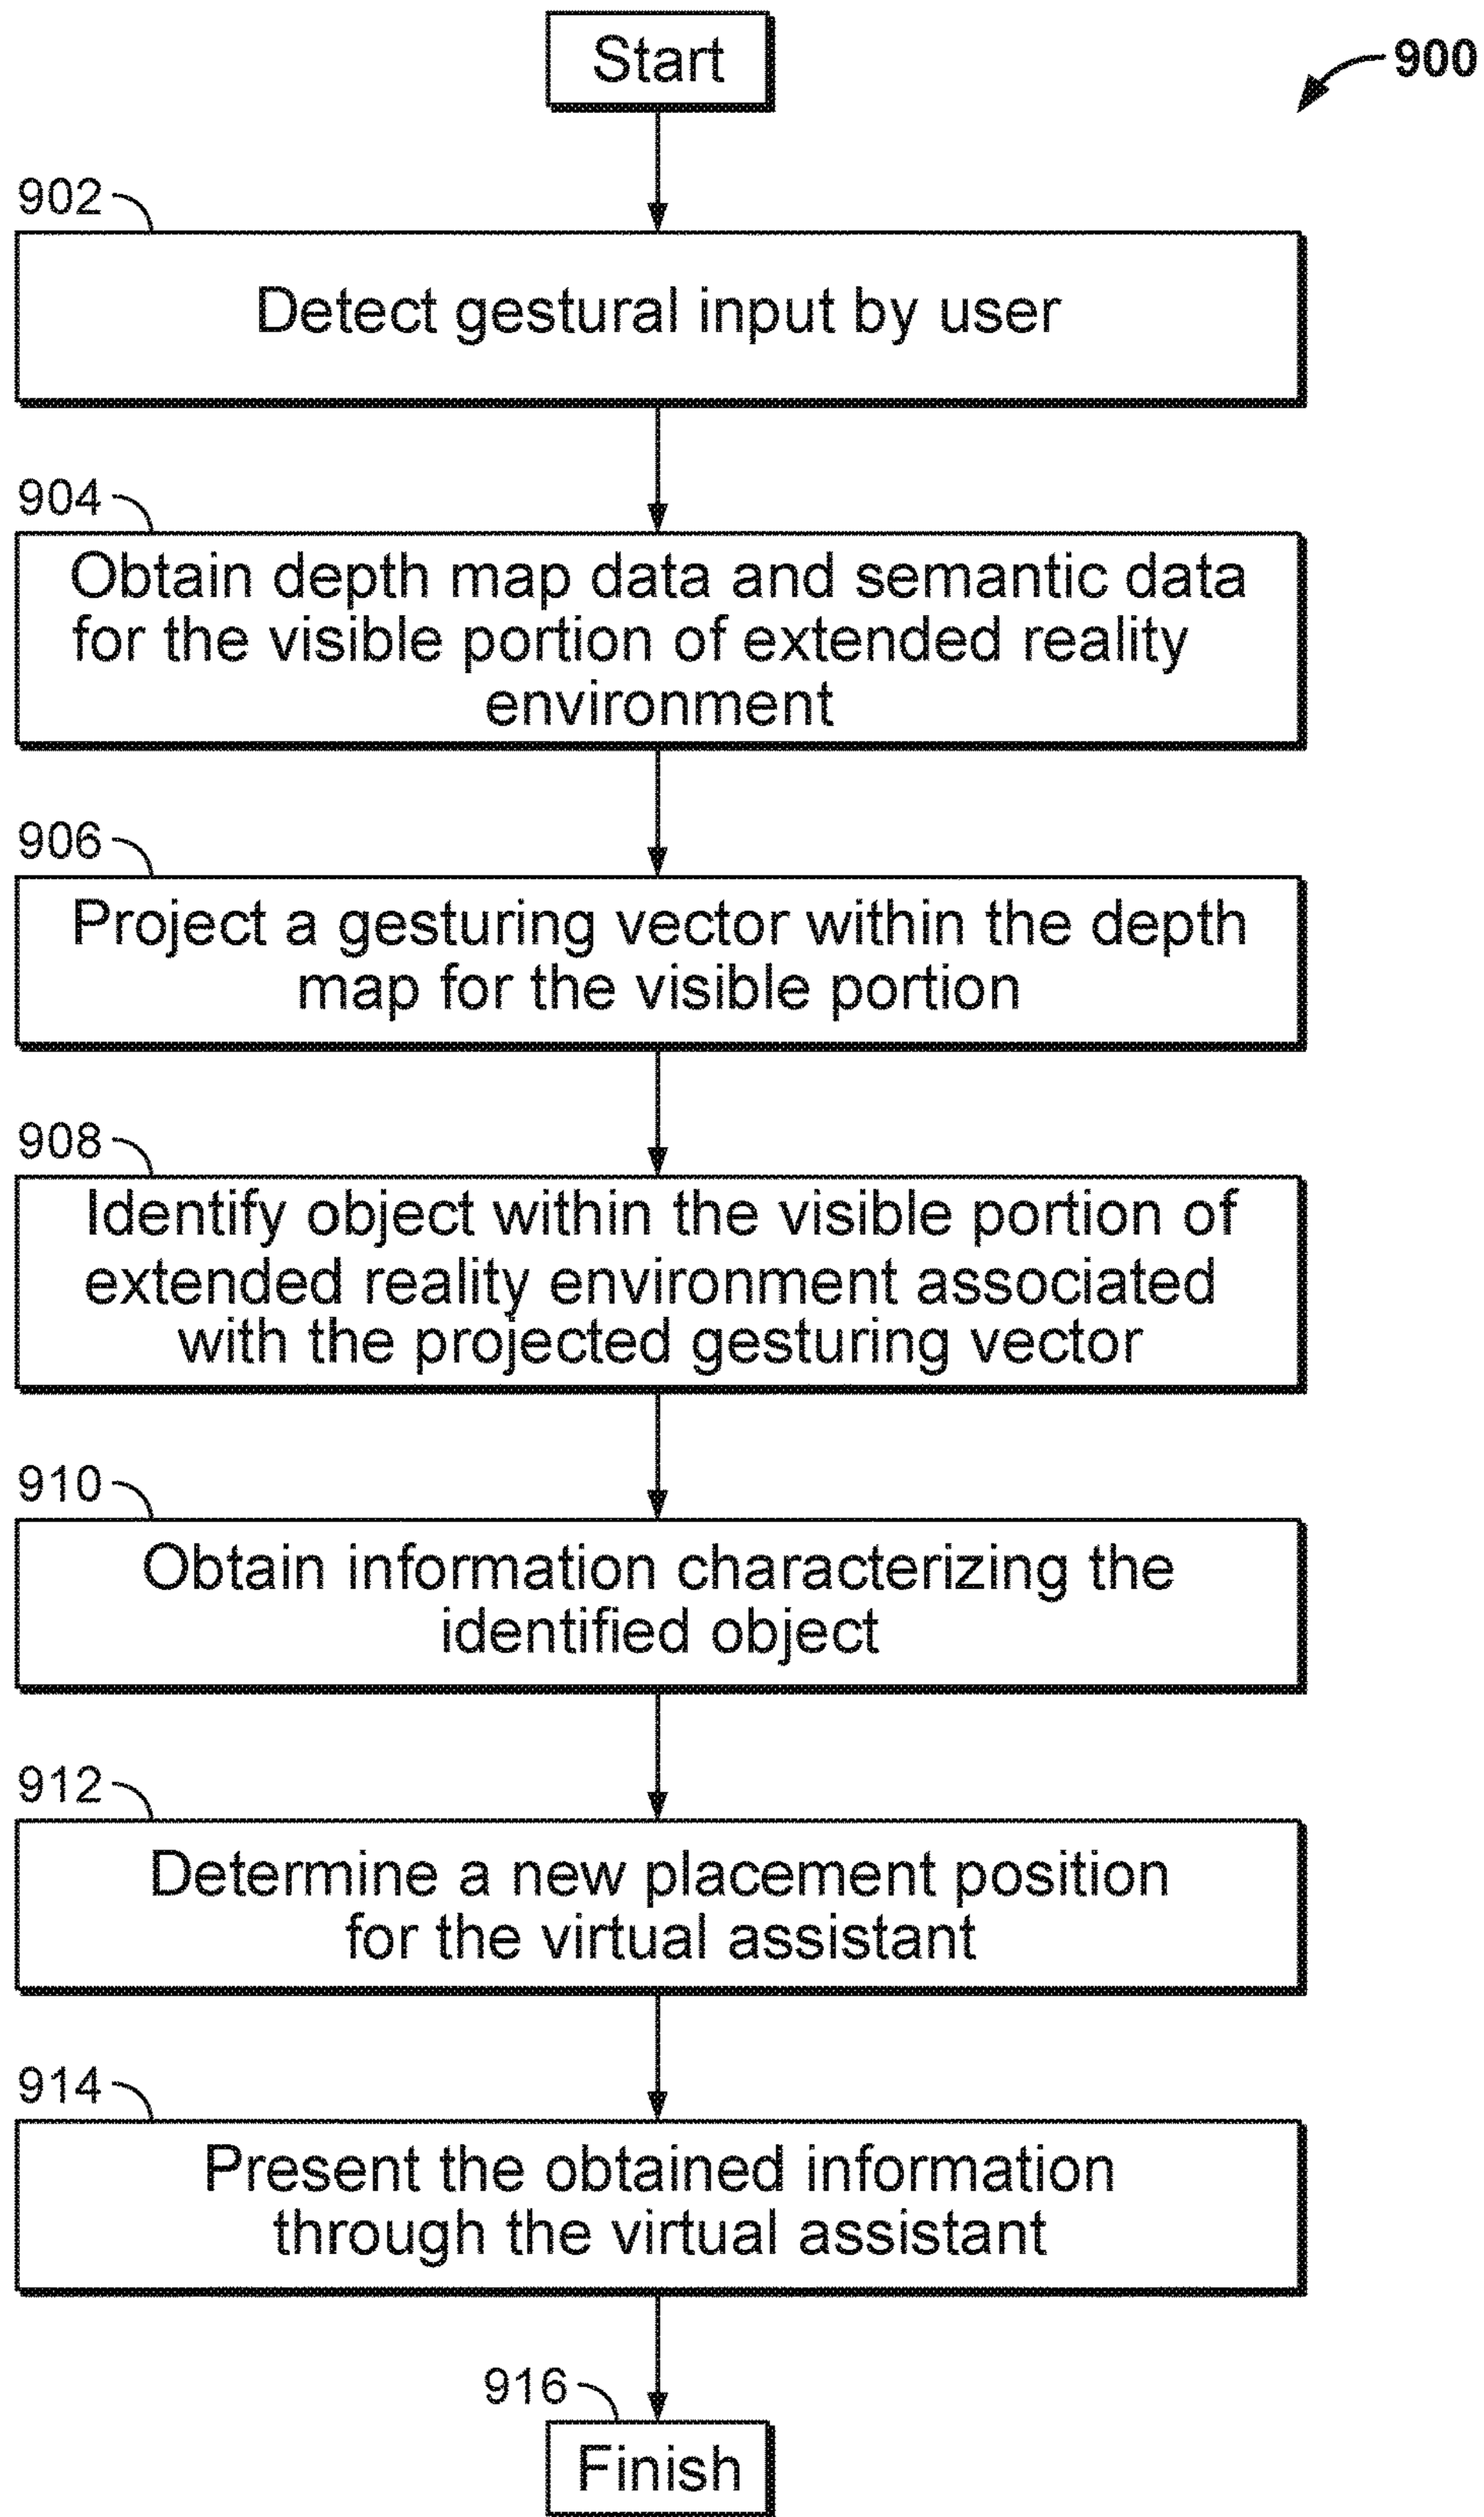 Start
900
902
Detect gestural input by user
904
Obtain depth map data and semantic data
for the visible portion of extended reality
environment
906
Project a gesturing vector within the depth
map for the visible portion
908
Identify object within the visible portion of
extended reality environment associated
with the projected gesturing vector
910
Obtain information characterizing the
identified object
912
Determine a new placement position
for the virtual assistant
914
Present the obtained information
through the virtual assistant
916
Finish